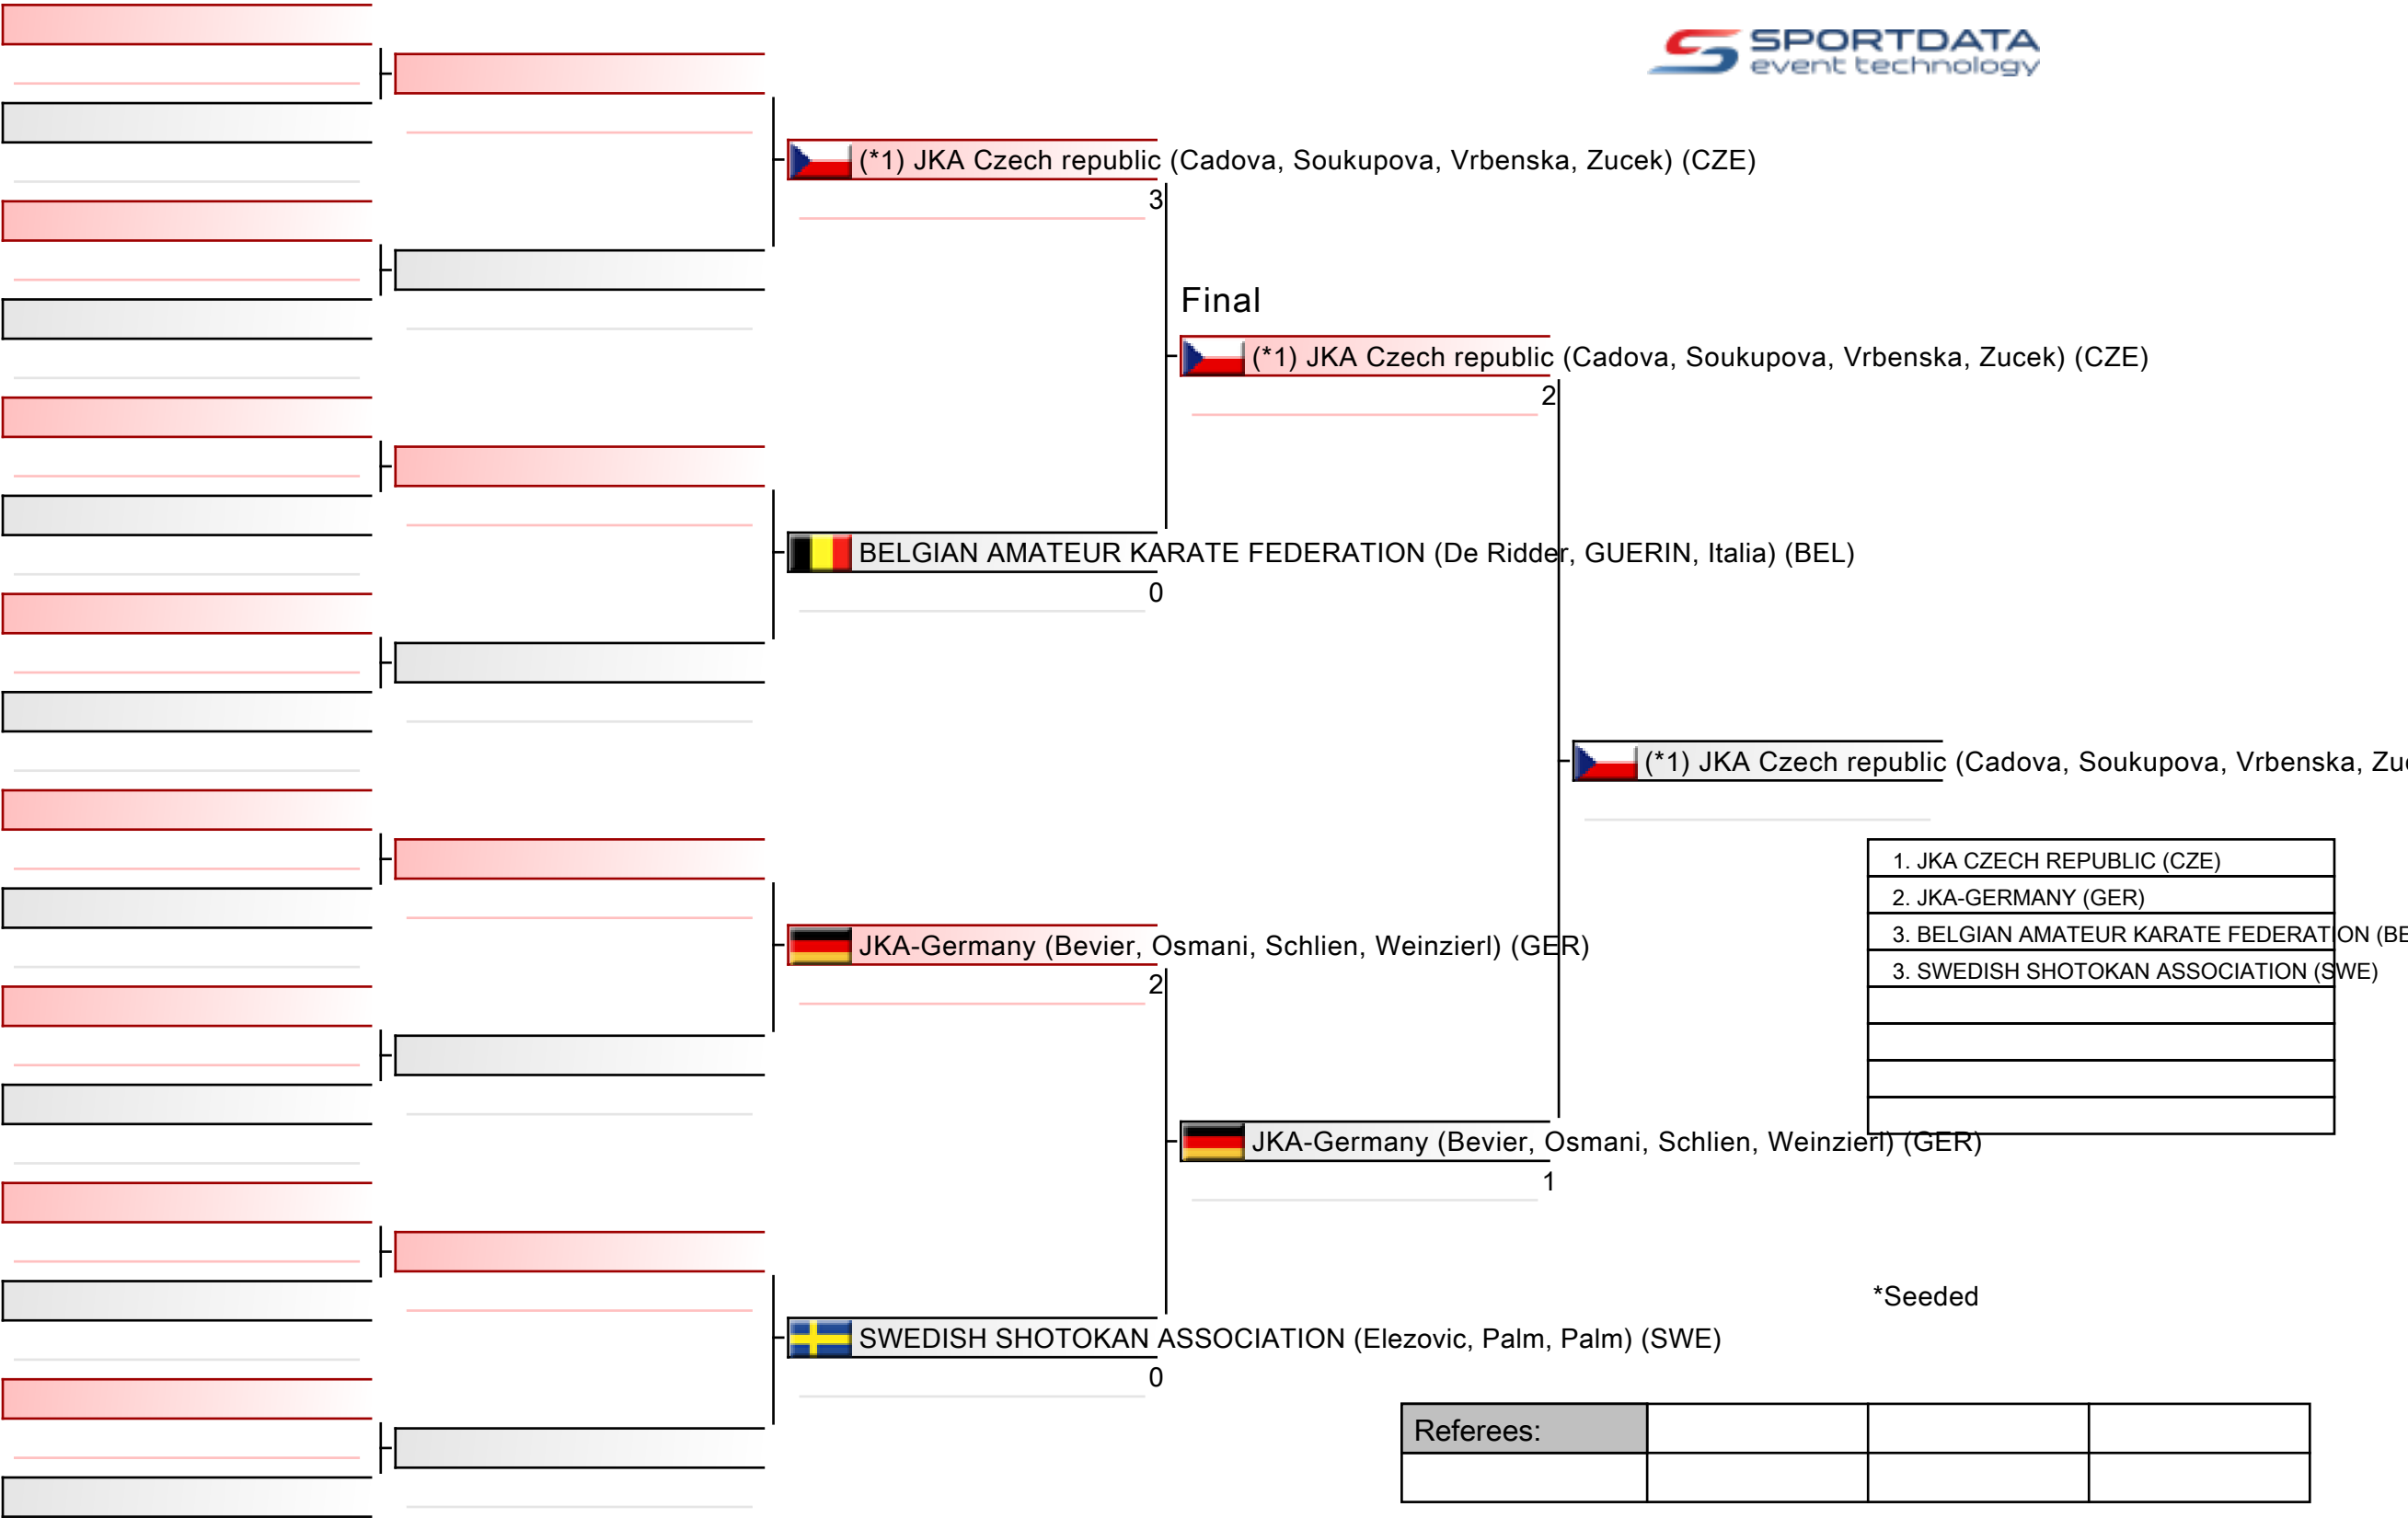 SPORTDATA
event technology
(*1) JKA Czech republic (Cadova, Soukupova, Vrbenska, Zucek) (CZE)
3
Final
(*1) JKA Czech republic (Cadova, Soukupova, Vrbenska, Zucek) (CZE)
2
BELGIAN AMATEUR KARATE FEDERATION (De Ridder, GUERIN, Italia) (BEL)
0
(*1) JKA Czech republic (Cadova, Soukupova, Vrbenska,
1. JKA CZECH REPUBLIC (CZE)
2. JKA-GERMANY (GER)
3. BELGIAN AMATEUR KARATE FEDERATION
3. SWEDISH SHOTOKAN ASSOCIATION (SWE)
JKA-Germany (Bevier, Osmani, Schlien, Weinzierl) (GER)
2
JKA-Germany (Bevier, Osmani, Schlien, Weinzierl) (GER)
1
*Seeded
SWEDISH SHOTOKAN ASSOCIATION (Elezovic, Palm, Palm) (SWE)
0
Referees: